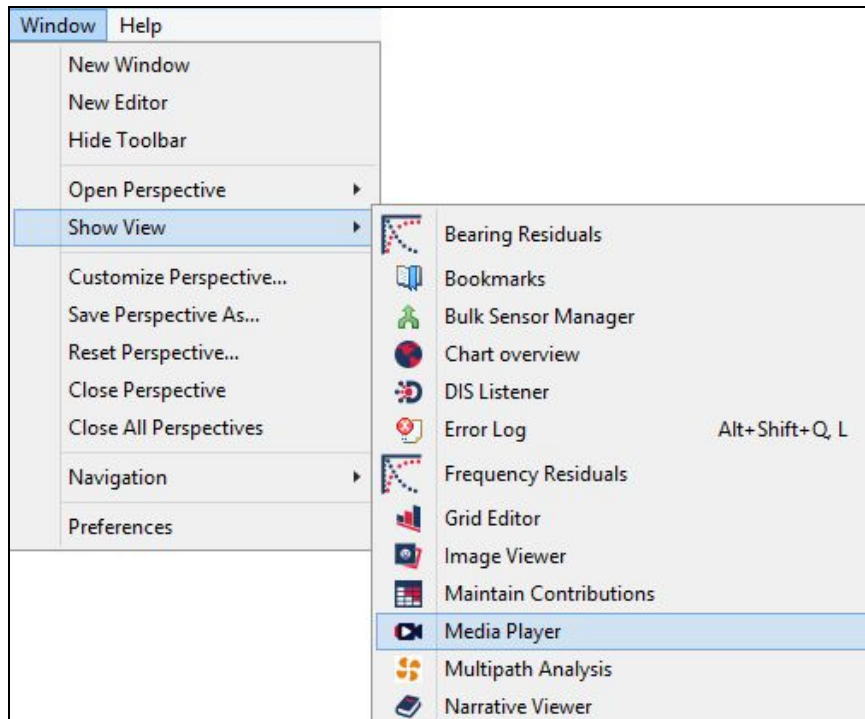 Window Help
New Window
New Editor
Hide Toolbar
Open Perspective
Show View
Customize Perspective...
Save Perspective As...
Reset Perspective...
Close Perspective
Close All Perspectives
Navigation
Preferences
Bearing Residuals
Bookmarks
Bulk Sensor Manager
Chart overview
DIS Listener
Error Log Alt+Shift+Q, L
Frequency Residuals
Grid Editor
Image Viewer
Maintain Contributions
Media Player
Multipath Analysis
Narrative Viewer